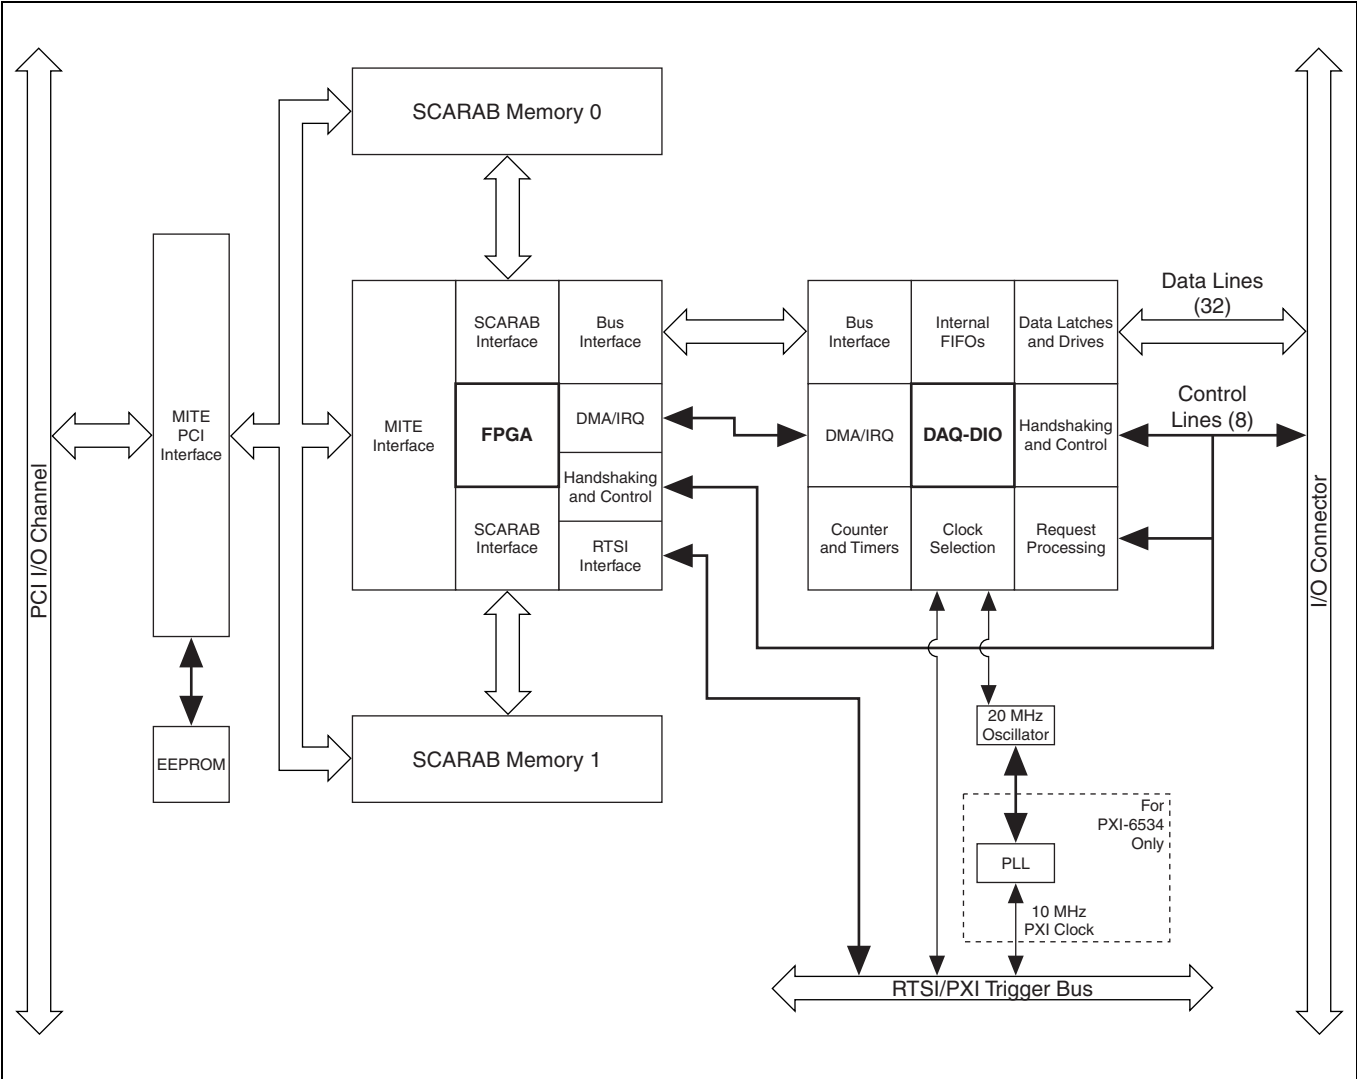 SCARAB Memory 0
Data Lines
(32)
SCARAB
Interface
Bus
Interface
Bus
Interface
Internal
FIFOs
Data Latches
and Drives
MITE
PCI
Interface
MITE
Interface
FPGA
DMA/IRQ
DMA/IRQ
DAQ-DIO
Handshaking
and Control
Control
Lines (8)
Handshaking
and Control
SCARAB
Interface
RTSI
Interface
Counter
and Timers
Clock
Selection
Request
Processing
PCI I/O Channel
I/O Connector
EEPROM
SCARAB Memory 1
20 MHz
Oscillator
For
PXI-6534
Only
PLL
10 MHz
PXI Clock
RTSI/PXI Trigger Bus